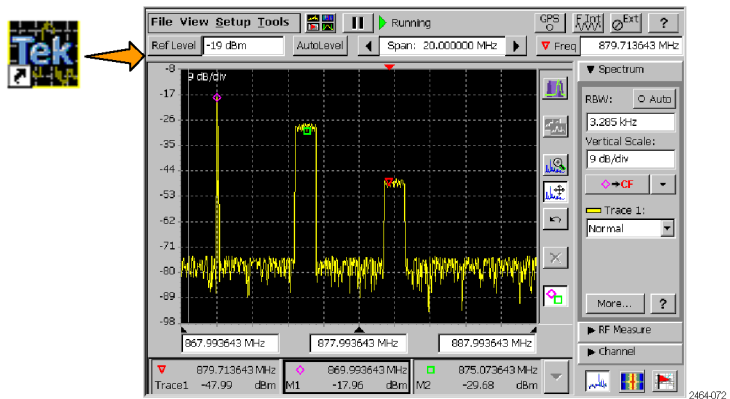 Tek
File View Setup Tools
Running
GPS
F Int
Ext
?
Ref Level -19 dBm
AutoLevel
Span: 20.000000 MHz
Freq 879.713643 MHz
-8
9 dB/div
-17
-26
-35
-44
-53
-62
-71
-80
-89
-98
867.993643 MHz
877.993643 MHz
887.993643 MHz
Spectrum
RBW:
Auto
3.285 kHz
Vertical Scale:
9 dB/div
CF
Trace 1:
Normal
More...
?
RF Measure
Channel
879.713643 MHz
Trace1 -47.99 dBm
869.993643 MHz
M1 -17.96 dBm
875.073643 MHz
M2 -29.68 dBm
2464-072